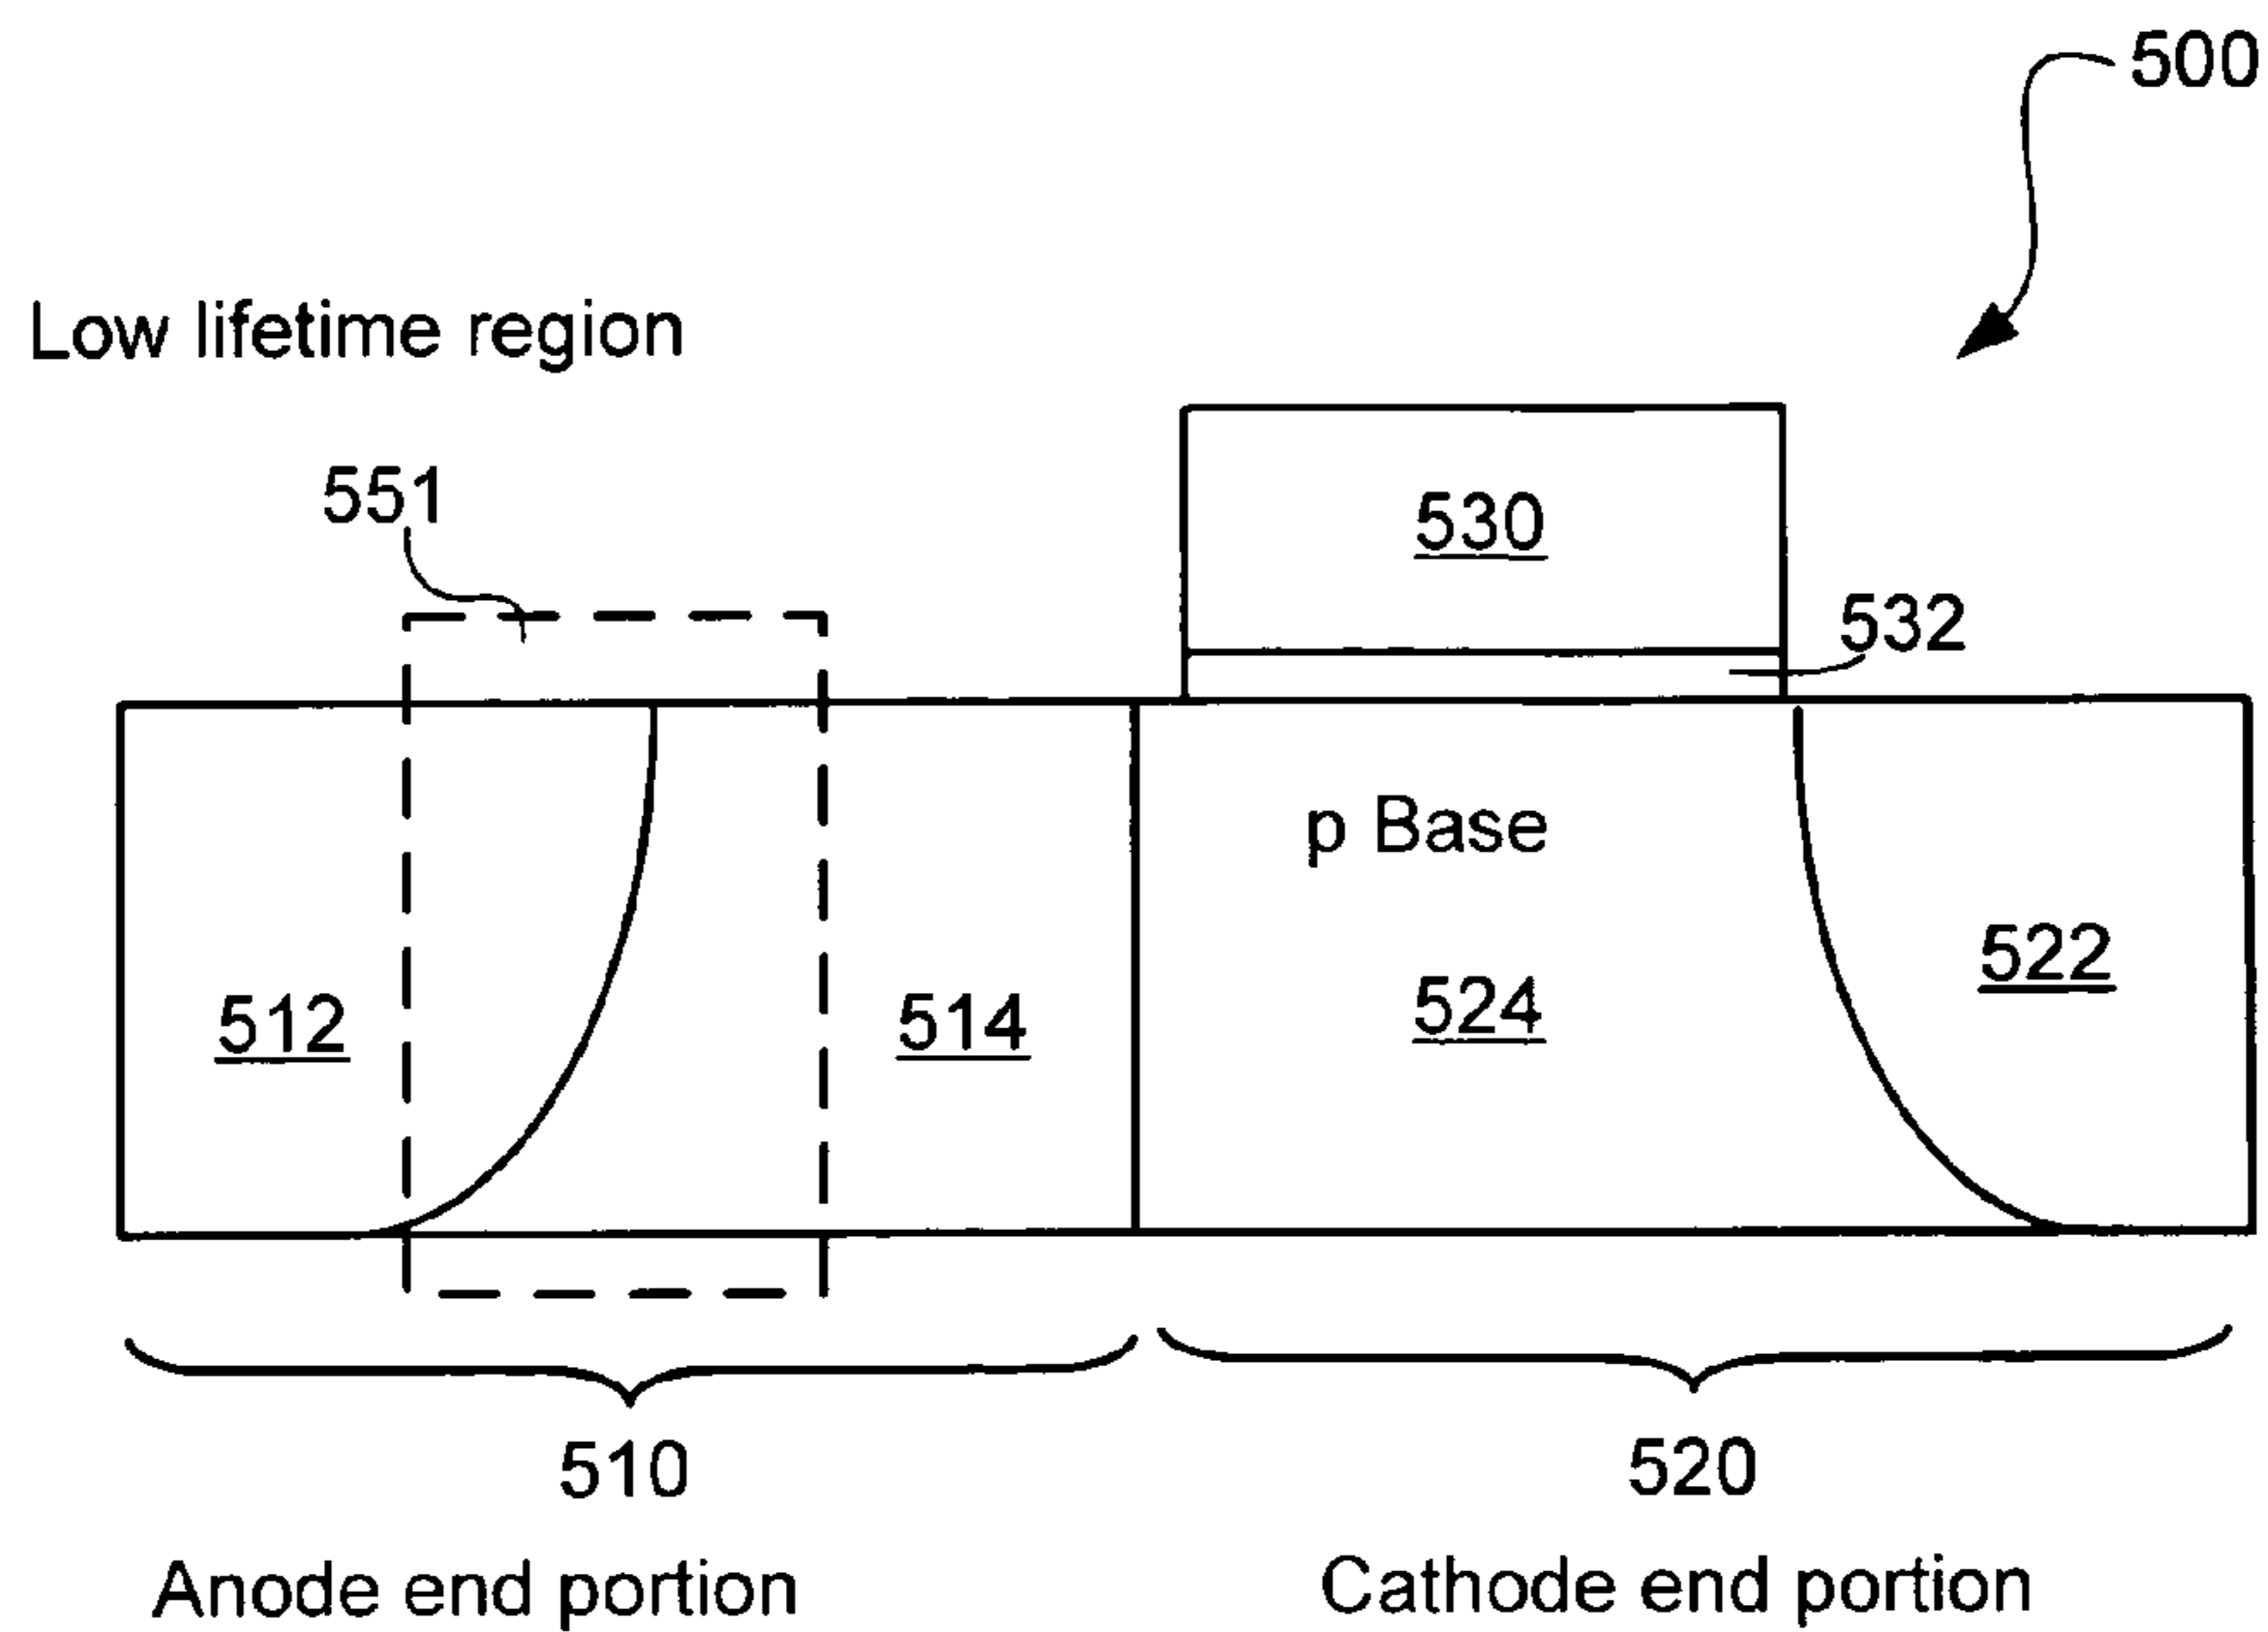 500
Low lifetime region
551
530
532
p Base
522
512
514
524
510
520
Anode end portion
Cathode end portion